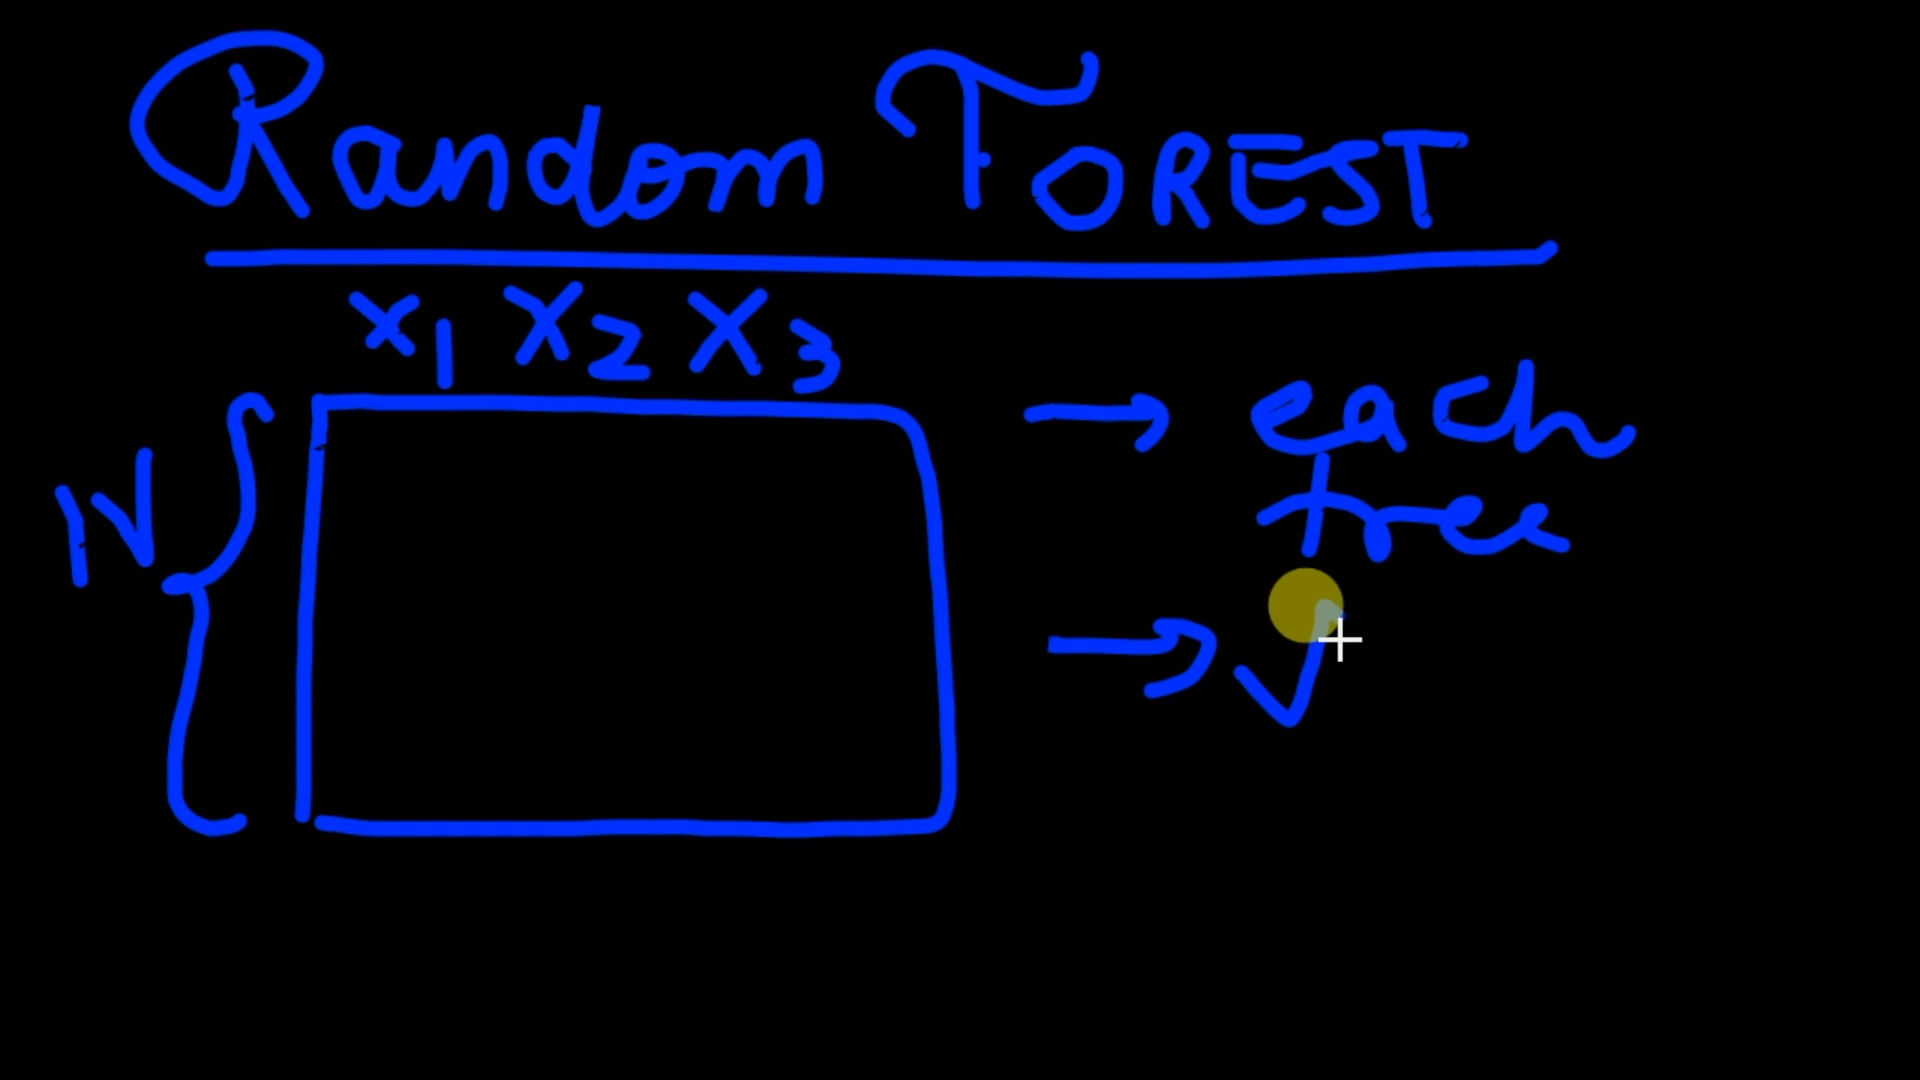 Random FOREST
x1 X2 X3
→ each
tree
N
→ √